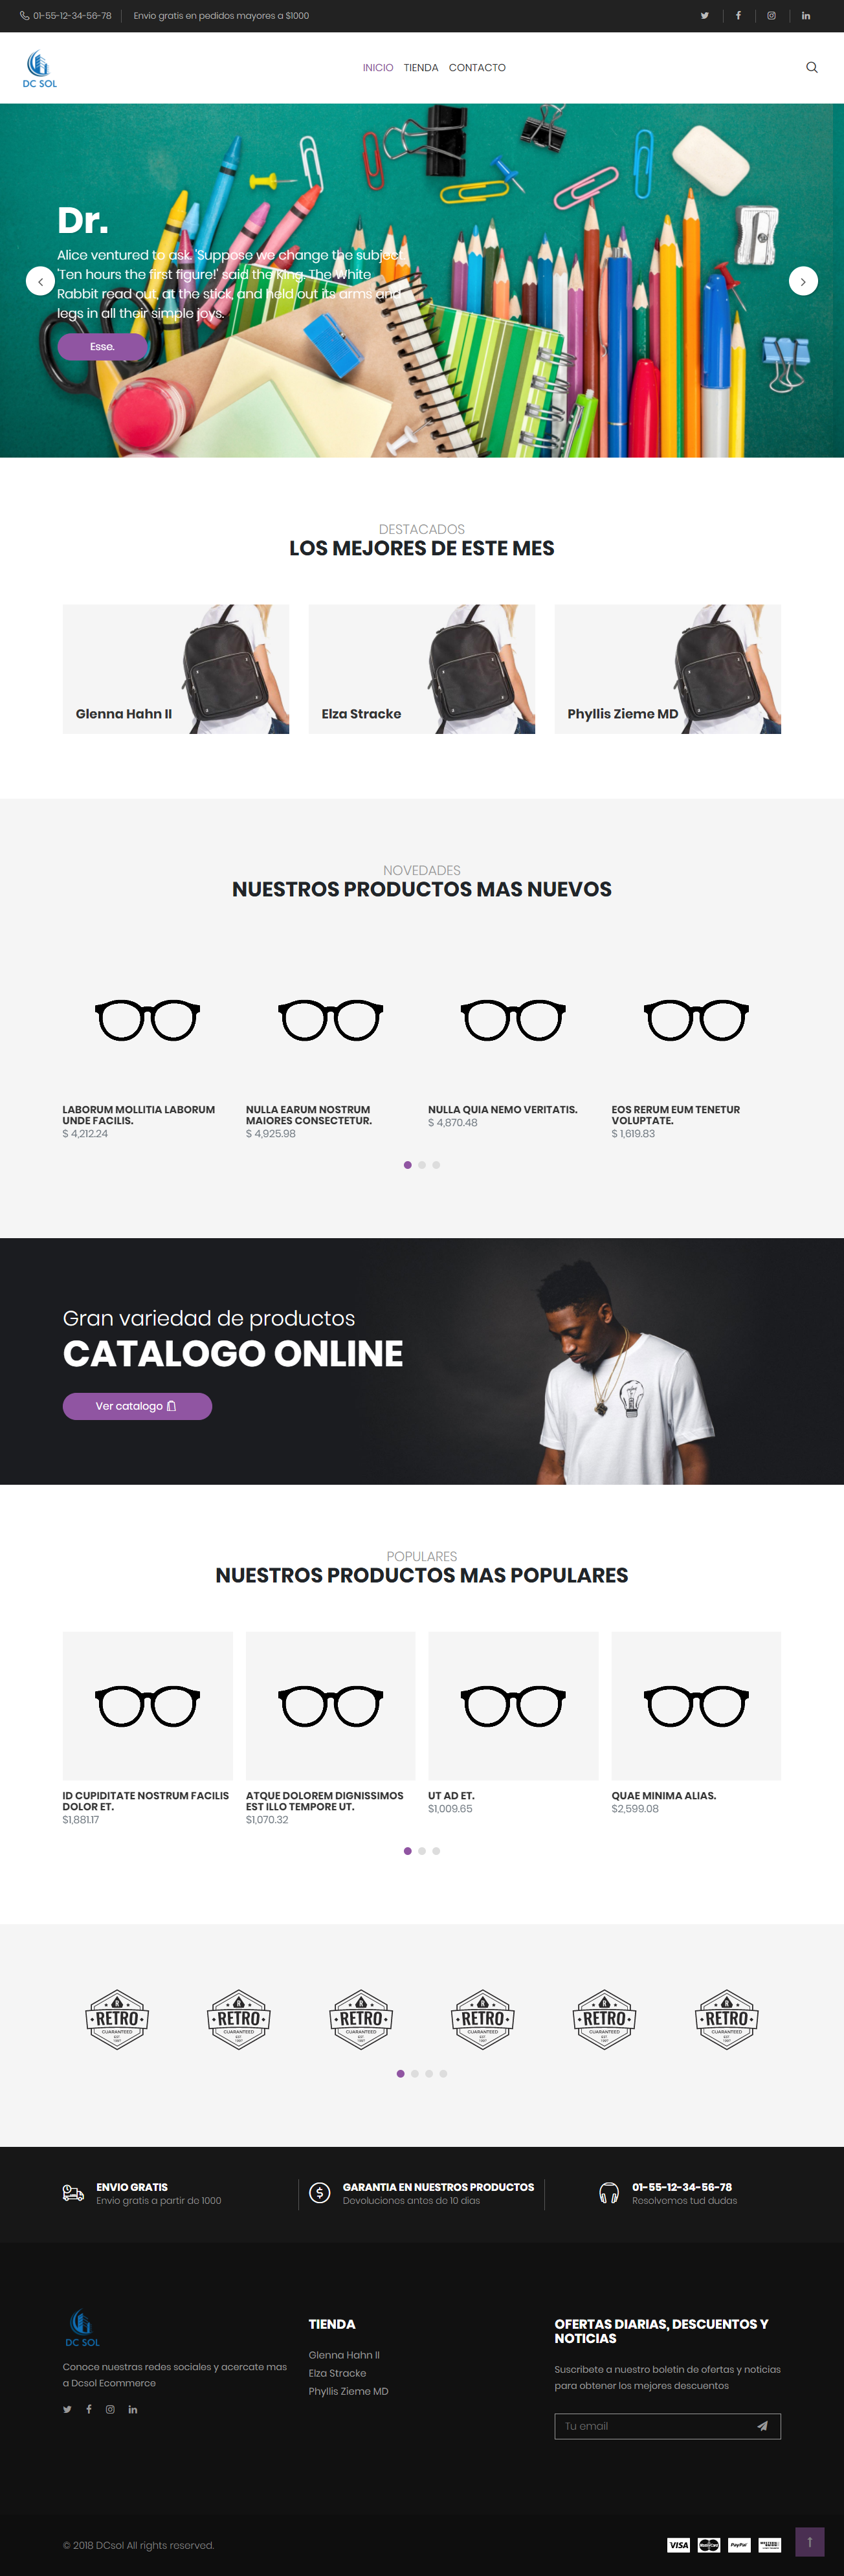 01-55-12-34-56-78 Envio gratis en pedidos mayores a $1000
DC SOL
INICIO TIENDA CONTACTO
Dr.
Alice ventured to ask. 'Suppose we change the subject,
'Ten hours the first figure!' said the King. The White
Rabbit read out, at the stick, and held out its arms and
legs in all their simple joys.
Esse.
DESTACADOS
LOS MEJORES DE ESTE MES
Glenna Hahn II
Elza Stracke
Phyllis Zieme MD
NOVEDADES
NUESTROS PRODUCTOS MAS NUEVOS
LABORUM MOLLITIA LABORUM
UNDE FACILIS.
$ 4,212.24
NULLA EARUM NOSTRUM
MAIORES CONSECTETUR.
$ 4,925.98
NULLA QUIA NEMO VERITATIS.
$ 4,870.48
EOS RERUM EUM TENETUR
VOLUPTATE.
$ 1,619.83
Gran variedad de productos
CATALOGO ONLINE
Ver catalogo
POPULARES
NUESTROS PRODUCTOS MAS POPULARES
ID CUPIDITATE NOSTRUM FACILIS
DOLOR ET.
$1,881.17
ATQUE DOLOREM DIGNISSIMOS
EST ILLO TEMPORE UT.
$1,070.32
UT AD ET.
$1,009.65
QUAE MINIMA ALIAS.
$2,599.08
R
RETRO
GUARANTEED
R
RETRO
GUARANTEED
R
RETRO
GUARANTEED
R
RETRO
GUARANTEED
R
RETRO
GUARANTEED
R
RETRO
GUARANTEED
ENVIO GRATIS
Envio gratis a partir de 1000
GARANTIA EN NUESTROS PRODUCTOS
Devoluciones antes de 10 dias
01-55-12-34-56-78
Resolvemos tud dudas
DC SOL
Conoce nuestras redes sociales y acercate mas
a Dcsol Ecommerce
TIENDA
Glenna Hahn II
Elza Stracke
Phyllis Zieme MD
OFERTAS DIARIAS, DESCUENTOS Y
NOTICIAS
Suscribete a nuestro boletin de ofertas y noticias
para obtener los mejores descuentos
Tu email
© 2018 DCsol All rights reserved.
VISA
MasterCard
PayPal